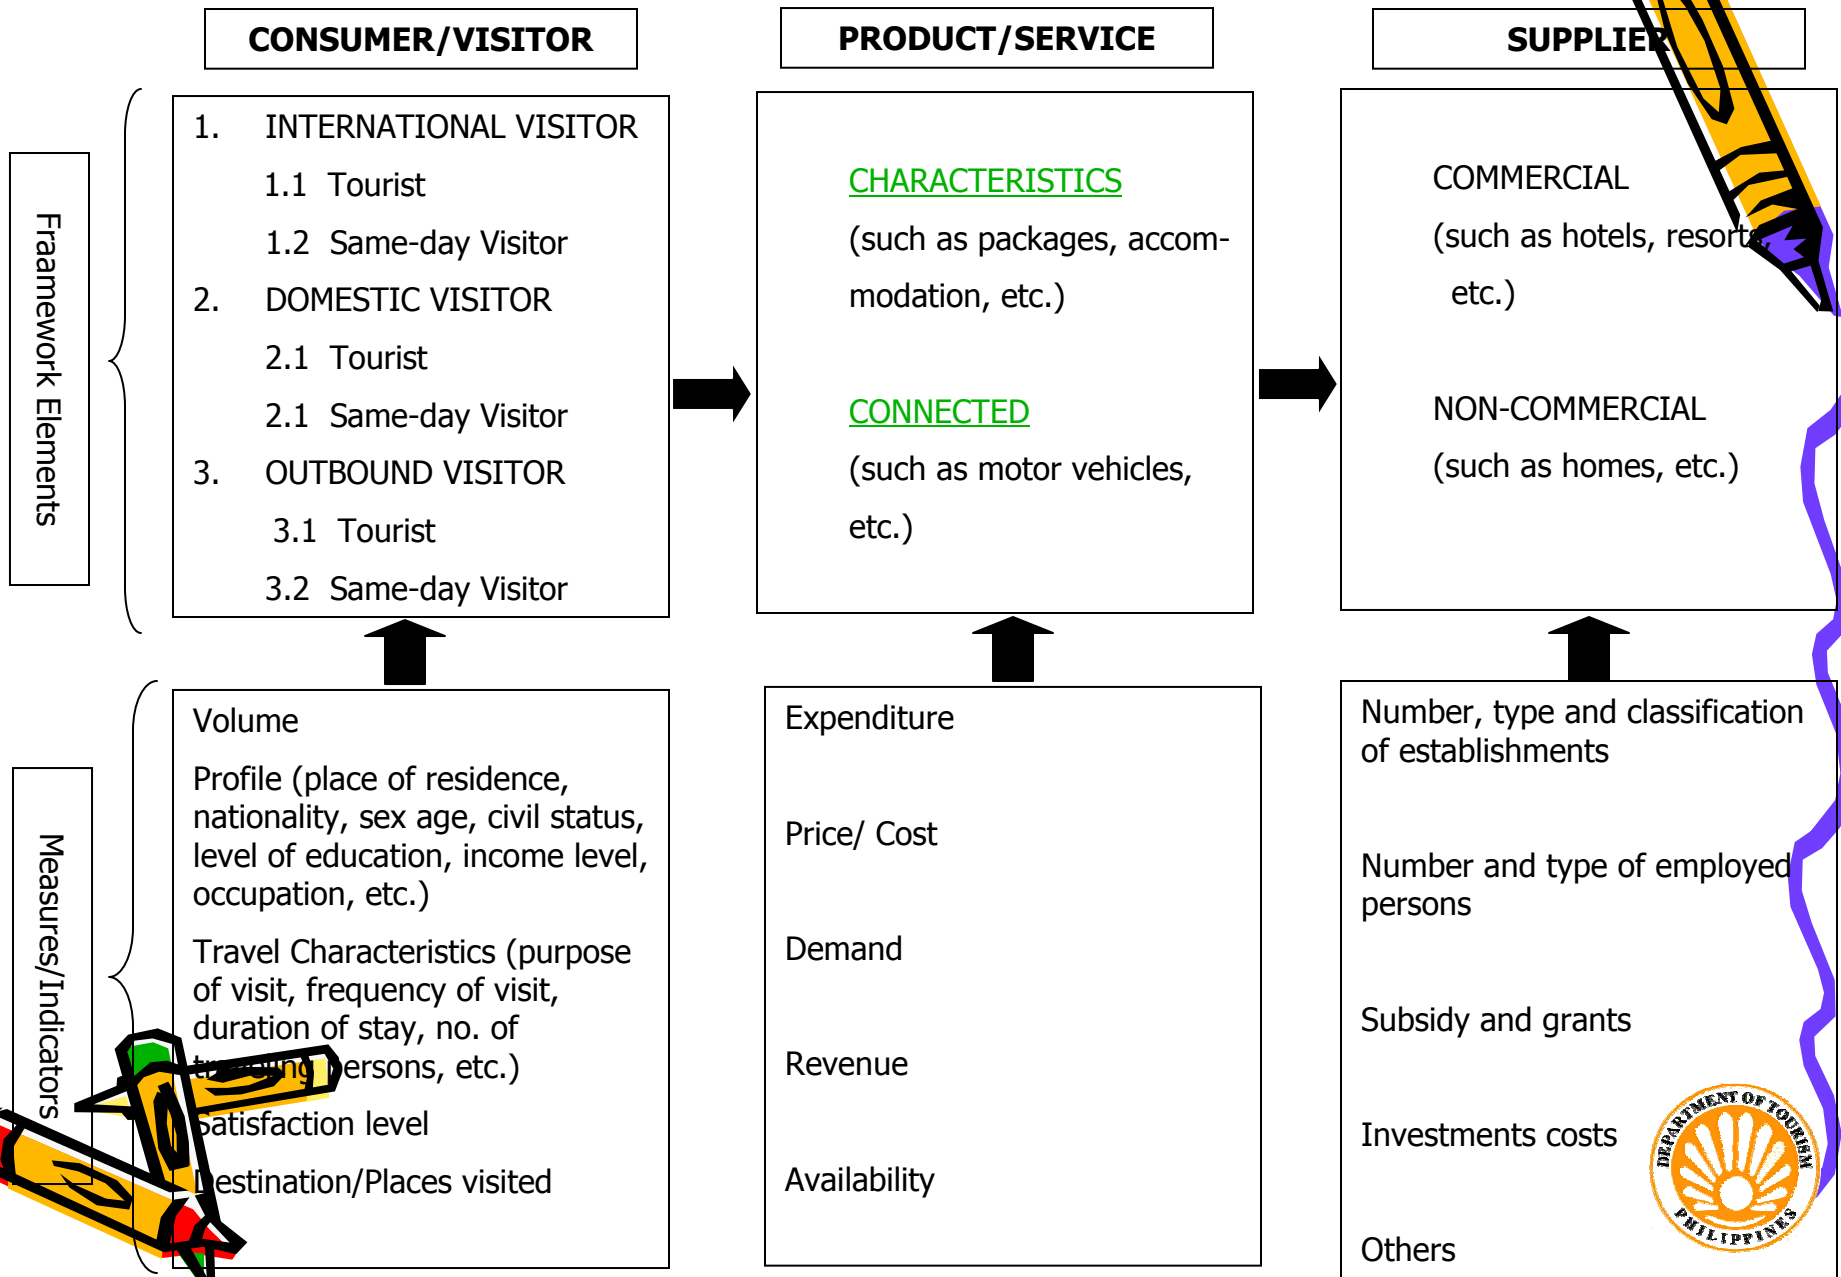 CONSUMER/VISITOR
PRODUCT/SERVICE
SUPPLIER
Fraamework Elements
1. INTERNATIONAL VISITOR
1.1 Tourist
1.2 Same-day Visitor
2. DOMESTIC VISITOR
2.1 Tourist
2.1 Same-day Visitor
3. OUTBOUND VISITOR
3.1 Tourist
3.2 Same-day Visitor
CHARACTERISTICS
(such as packages, accom-
modation, etc.)
CONNECTED
(such as motor vehicles,
etc.)
COMMERCIAL
(such as hotels, resorts,
etc.)
NON-COMMERCIAL
(such as homes, etc.)
Measures/Indicators
Volume
Profile (place of residence,
nationality, sex age, civil status,
level of education, income level,
occupation, etc.)
Travel Characteristics (purpose
of visit, frequency of visit,
duration of stay, no. of
traveling persons, etc.)
Satisfaction level
Destination/Places visited
Expenditure
Price/ Cost
Demand
Revenue
Availability
Number, type and classification
of establishments
Number and type of employed
persons
Subsidy and grants
Investments costs
Others
DEPARTMENT OF TOURISM
PHILIPPINES